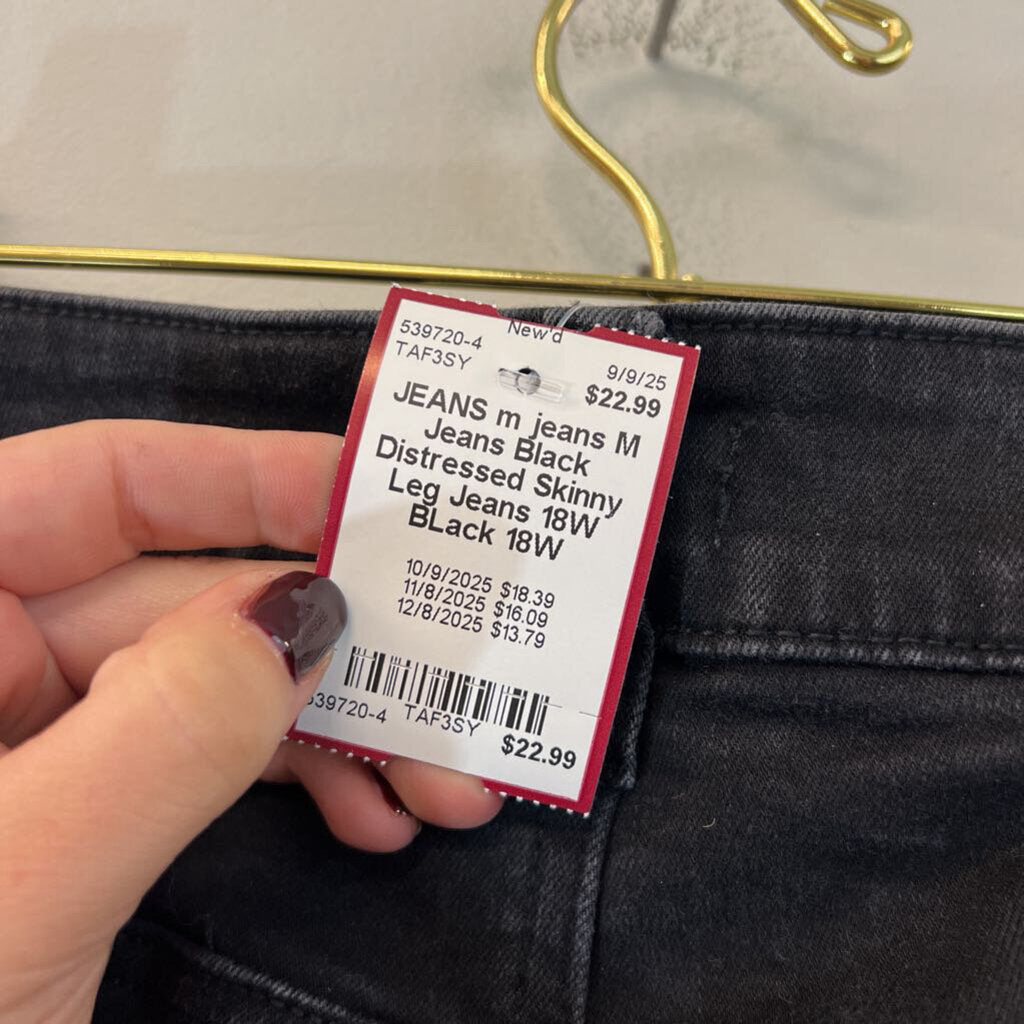 539720-4 New'd
TAF3SY 9/9/25
$22.99
JEANS m jeans M
Jeans Black
Distressed Skinny
Leg Jeans 18W
BLack 18W
10/9/2025 $18.39
11/8/2025 $16.09
12/8/2025 $13.79
539720-4 TAF3SY
$22.99